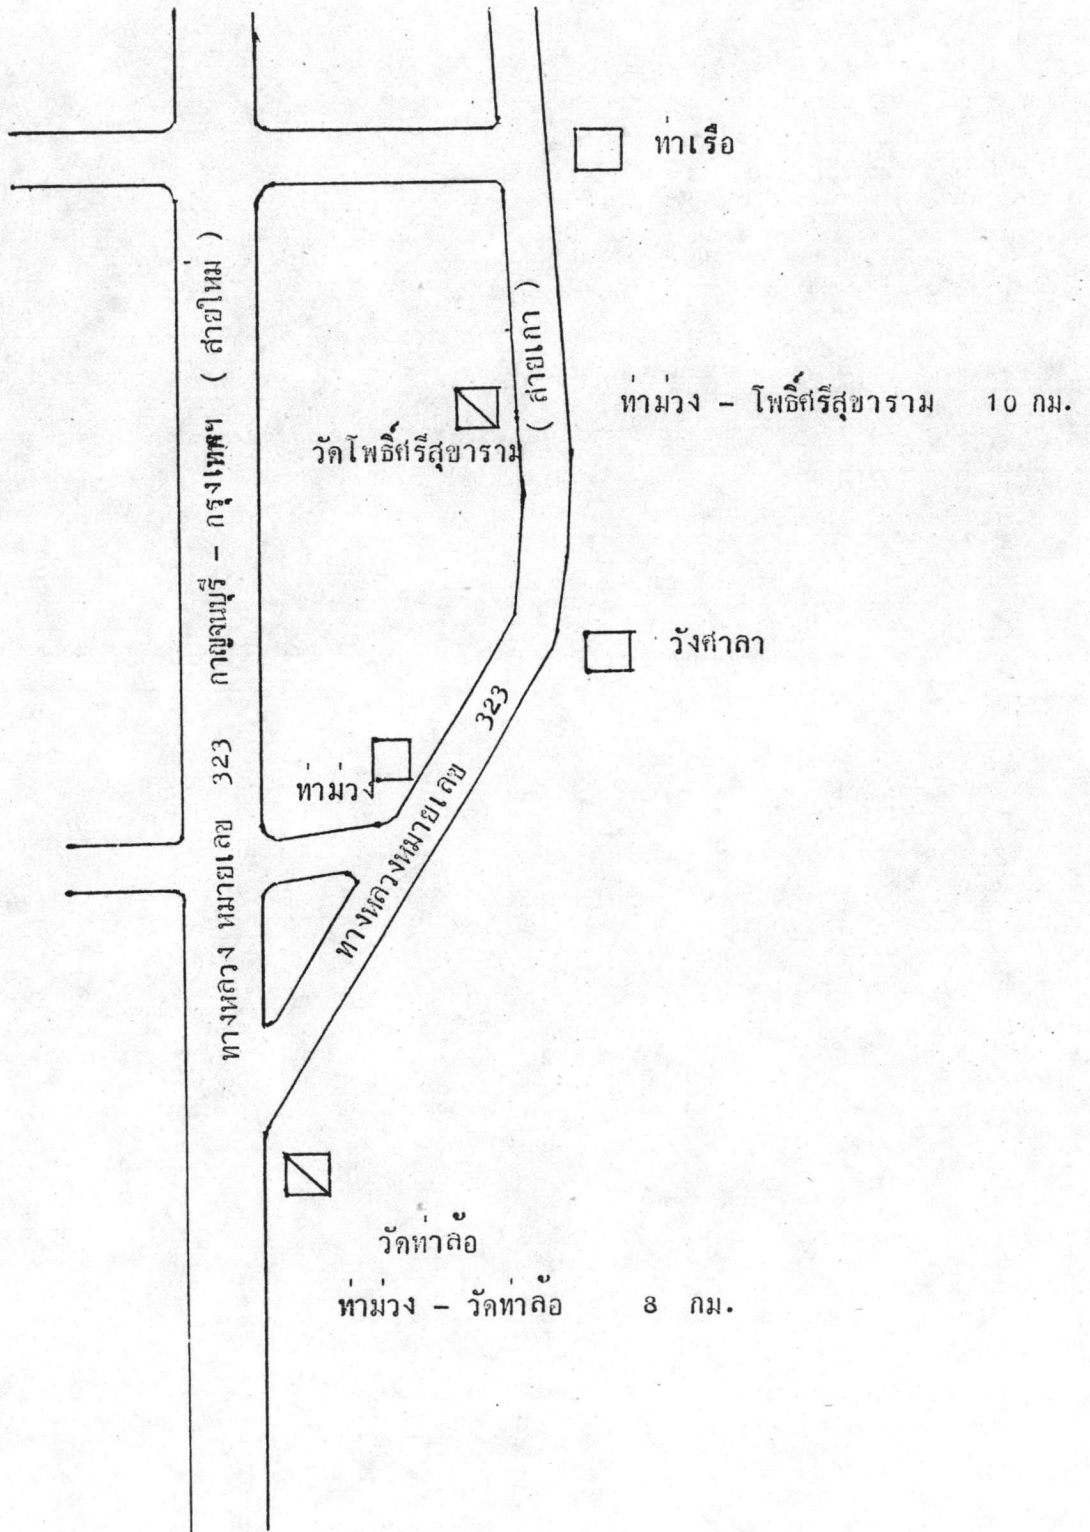 ท่าเรือ
ทางหลวง หมายเลข 323 กาญจนบุรี - กรุงเทพฯ ( สายใหม่ )
( สายเก่า )
ท่าม่วง - โพธิ์ศรีสุขาราม 10 กม.
วัดโพธิ์ศรีสุขาราม
วังศาลา
ทางหลวงหมายเลข 323
ท่าม่วง
วัดท่าล้อ
ท่าม่วง - วัดท่าล้อ 8 กม.